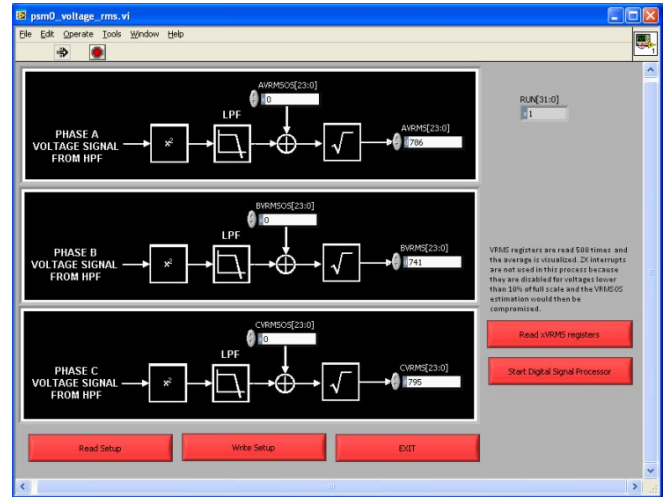 psm0_voltage_rms.vi
File Edit Operate Tools Window Help
1
AVRMSOS[23:0]
0
LPF
PHASE A
VOLTAGE SIGNAL
FROM HPF
x²
√
AVRMS[23:0]
786
BVRMSOS[23:0]
0
LPF
PHASE B
VOLTAGE SIGNAL
FROM HPF
x²
√
BVRMS[23:0]
741
CVRMSOS[23:0]
0
LPF
PHASE C
VOLTAGE SIGNAL
FROM HPF
x²
√
CVRMS[23:0]
795
RUN[31:0]
1
VRMS registers are read 500 times and
the average is visualized. ZX interrupts
are not used in this process because
they are disabled for voltages lower
than 10% of full scale and the VRMSOS
estimation would then be
compromised.
Read xVRMS registers
Start Digital Signal Processor
Read Setup
Write Setup
EXIT